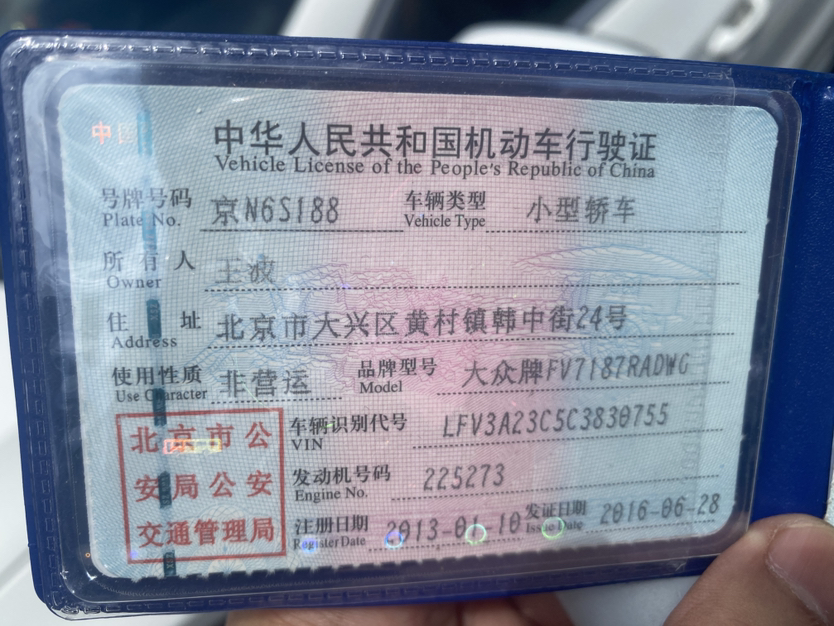 中国
中华人民共和国机动车行驶证
Vehicle License of the People's Republic of China
号牌号码 京N6S188 车辆类型 小型轿车
Plate No. Vehicle Type
所有人 王波
Owner
住址 北京市大兴区黄村镇韩中街24号
Address
使用性质 非营运 品牌型号 大众牌FV7187RADWG
Use Character Model
北京市公 车辆识别代号 LFV3A23C5C3830755
VIN
安局公安 发动机号码 225273
Engine No.
交通管理局 注册日期 2013-01-10 发证日期 2016-06-28
Register Date Issue Date